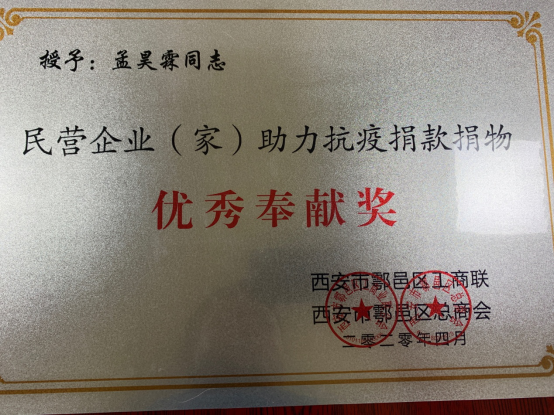 授予：孟昊霖同志
民营企业（家）助力抗疫捐款捐物
优秀奉献奖
西安市鄠邑区工商联
西安市鄠邑区总商会
二零二零年四月